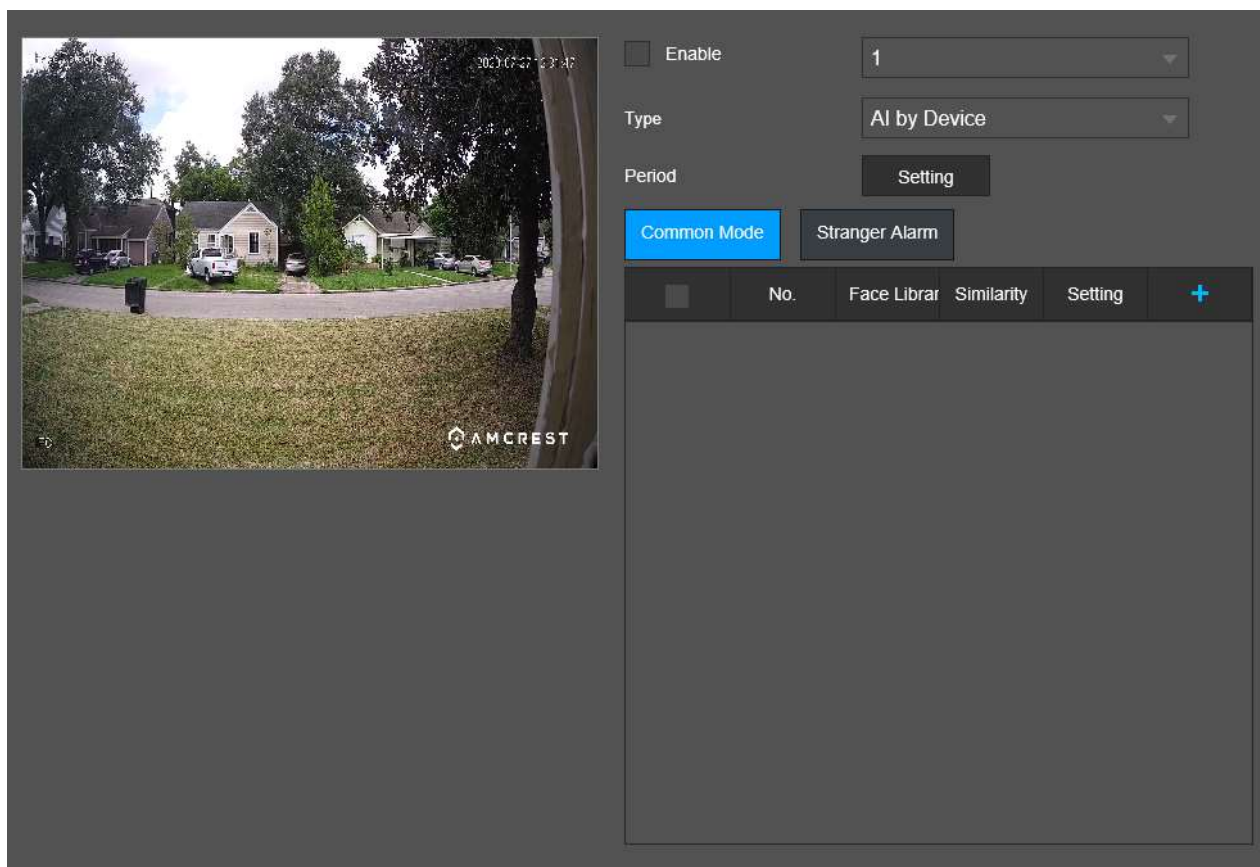 Enable
1
Type
AI by Device
Period
Setting
Common Mode
Stranger Alarm
No.
Face Librar
Similarity
Setting
+
AMCREST